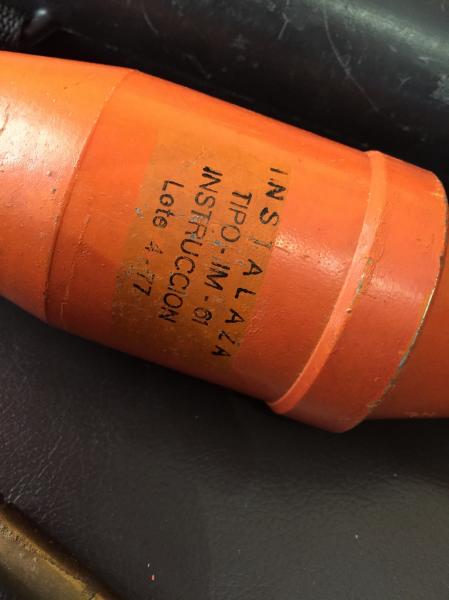 INSTALAZA
TIPO-IM-61
INSTRUCCION
Lote 4-77